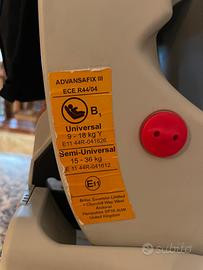 ADVANSAFIX III
ECE R44/04
B1
Universal
9 - 18 kg Y
E11 44R-041626
Semi-Universal
15 - 36 kg
E 11 44R-041612
E11
Britax Excelsior Limited
1 Churchill Way West
Andover
Hampshire SP10 3UW
United Kingdom
subito